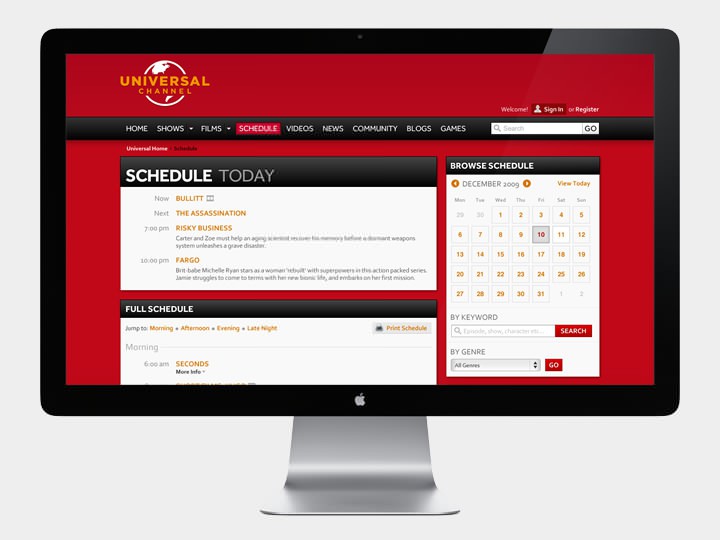 UNIVERSAL
CHANNEL
Welcome! Sign In or Register
HOME SHOWS FILMS SCHEDULE VIDEOS NEWS COMMUNITY BLOGS GAMES Search GO
Universal Home Schedule
SCHEDULE TODAY
Now BULLITT
Next THE ASSASSINATION
7:00 pm RISKY BUSINESS
Carter and Zoe must help an aging scientist recover his memory before a dormant weapons
system unleashes a grave disaster.
10:00 pm FARGO
Brit-babe Michelle Ryan stars as a woman 'rebuilt' with superpowers in this action packed series.
Jamie struggles to come to terms with her new bionic life, and embarks on her first mission.
FULL SCHEDULE
Jump to: Morning Afternoon Evening Late Night Print Schedule
Morning
6:00 am SECONDS
More Info
BROWSE SCHEDULE
DECEMBER 2009 View Today
Mon Tue Wed Thu Fri Sat Sun
29 30 1 2 3 4 5
6 7 8 9 10 11 12
13 14 15 16 17 18 19
20 21 22 23 24 25 26
27 28 29 30 31 1 2
BY KEYWORD
Episode, show, character etc... SEARCH
BY GENRE
All Genres GO